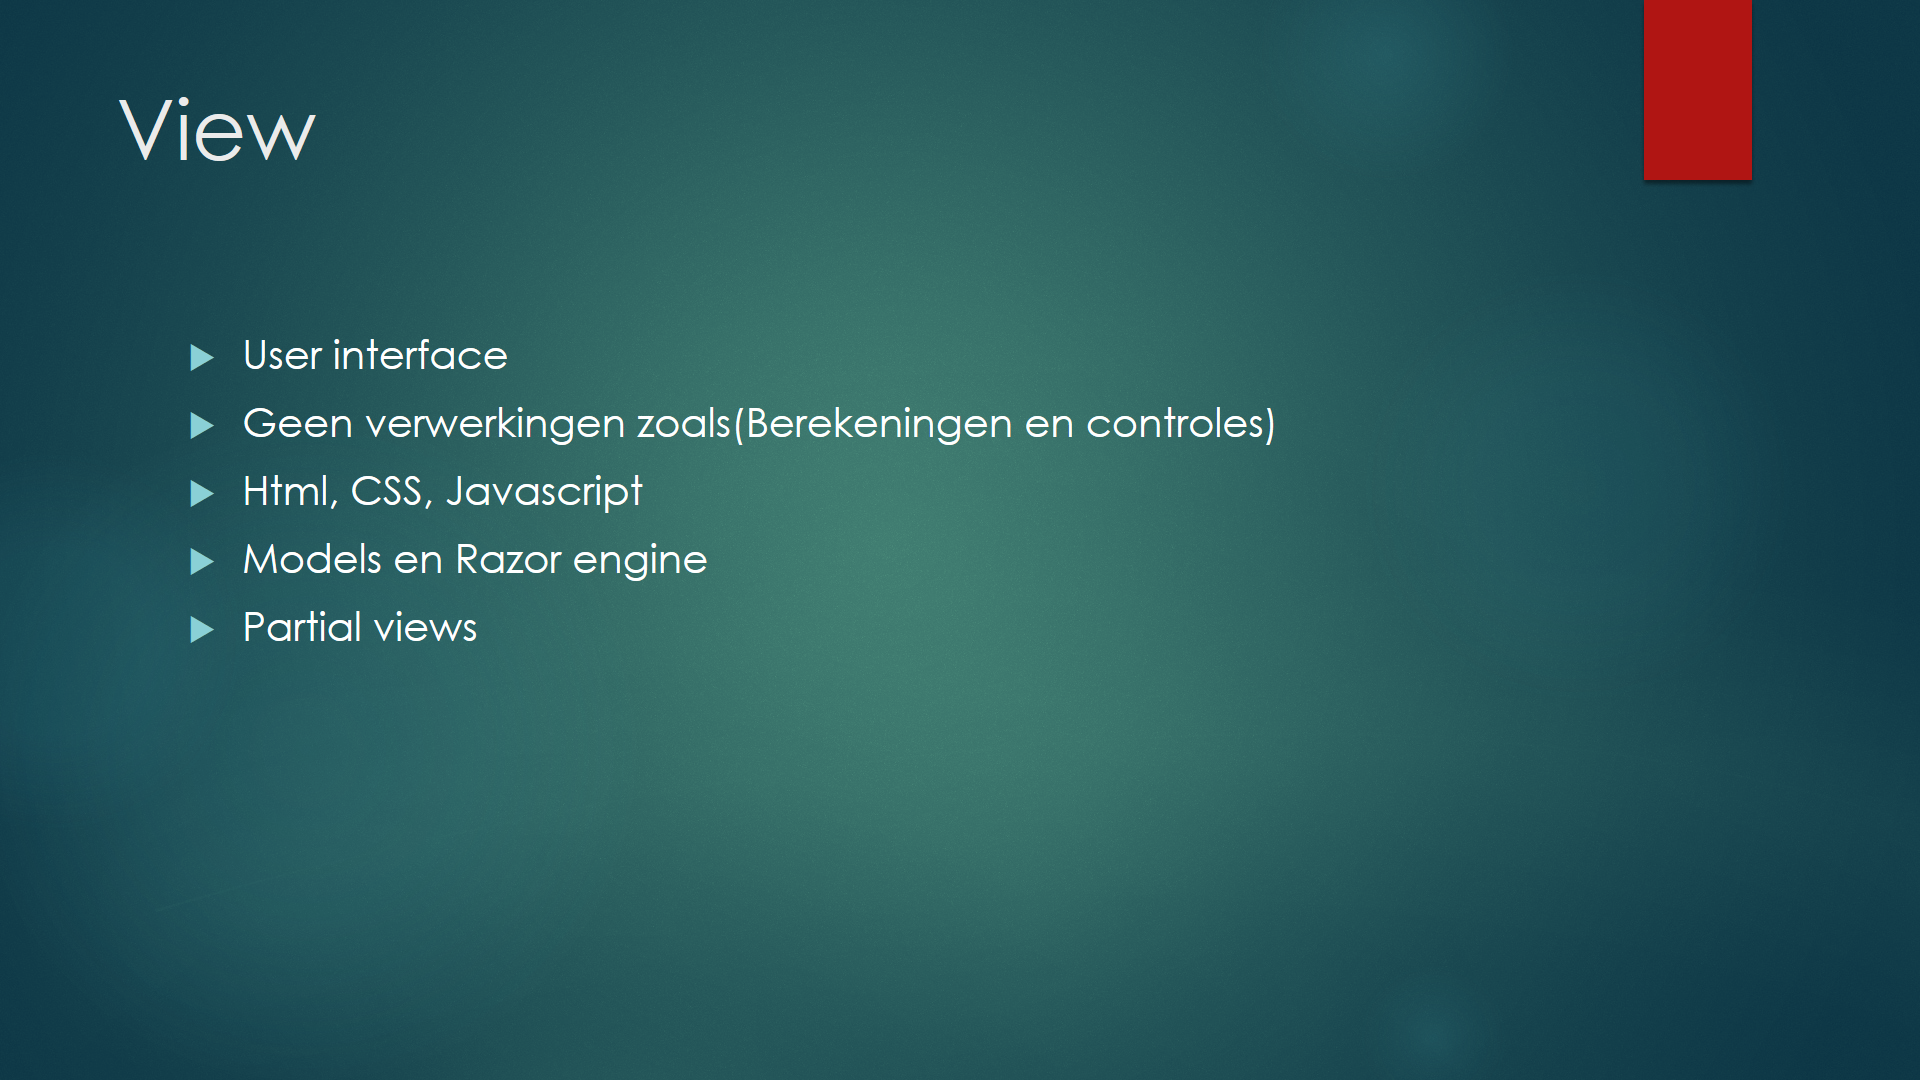 View
User interface
Geen verwerkingen zoals(Berekeningen en controles)
Html, CSS, Javascript
Models en Razor engine
Partial views